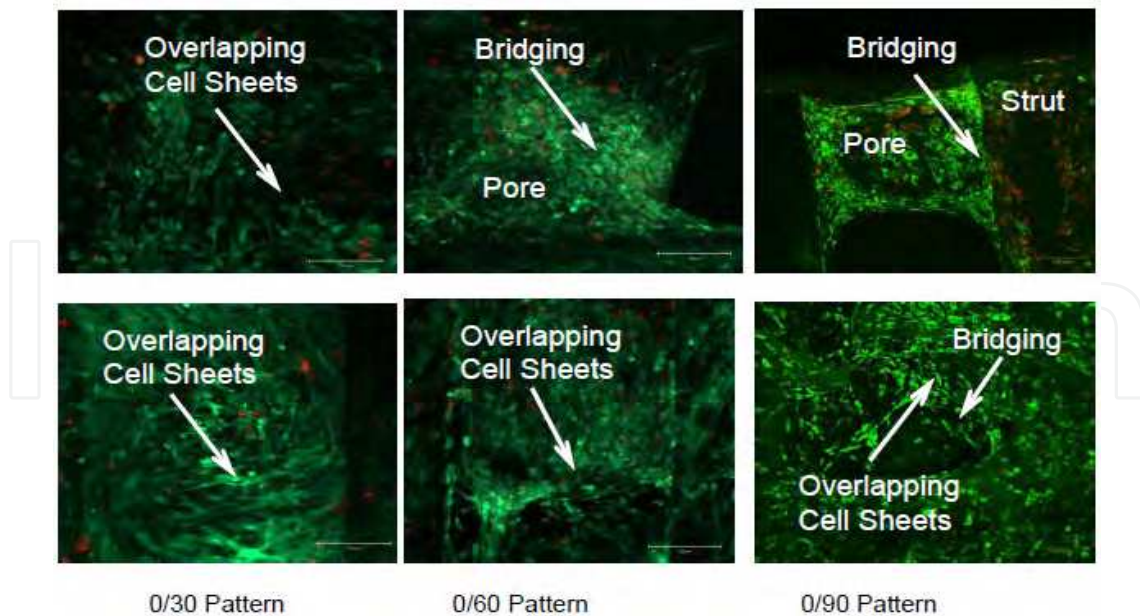 Overlapping
Cell Sheets
Bridging
Pore
Bridging
Strut
Pore
Overlapping
Cell Sheets
Overlapping
Cell Sheets
Bridging
Overlapping
Cell Sheets
0/30 Pattern
0/60 Pattern
0/90 Pattern